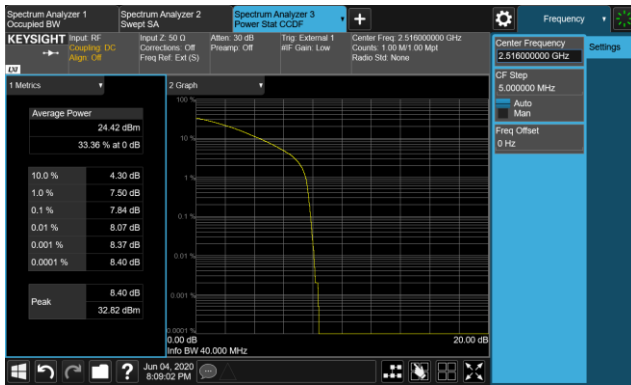 Spectrum Analyzer 1
Occupied BW
Spectrum Analyzer 2
Swept SA
Spectrum Analyzer 3
Power Stat CCDF
Frequency
KEYSIGHT
Input: RF
Coupling: DC
Align: Off
Input Z: 50 Ω
Corrections: Off
Freq Ref: Ext (S)
Atten: 30 dB
Preamp: Off
Trig: External 1
#IF Gain: Low
Center Freq: 2.516000000 GHz
Counts: 1.00 M/1.00 Mpt
Radio Std: None
LXI
Center Frequency
2.516000000 GHz
Settings
CF Step
5.000000 MHz
Auto
Man
Freq Offset
0 Hz
1 Metrics
Average Power
24.42 dBm
33.36 % at 0 dB
10.0 % 4.30 dB
1.0 % 7.50 dB
0.1 % 7.84 dB
0.01 % 8.07 dB
0.001 % 8.37 dB
0.0001 % 8.40 dB
Peak
8.40 dB
32.82 dBm
2 Graph
100 %
10 %
1 %
0.1 %
0.01 %
0.001 %
0.0001 %
0.00 dB
20.00 dB
Info BW 40.000 MHz
?
Jun 04, 2020
8:09:02 PM